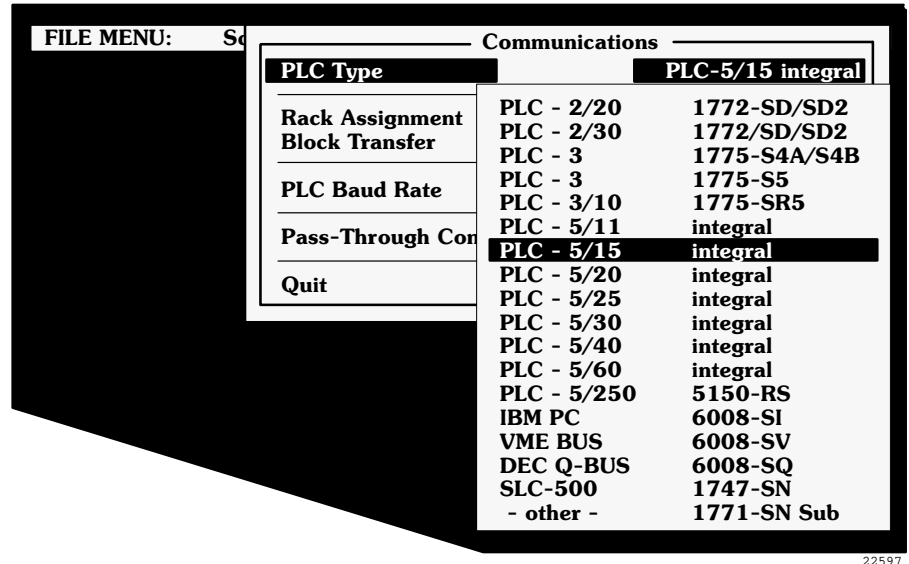 FILE MENU:
Communications
PLC Type PLC-5/15 integral
Rack Assignment
Block Transfer
PLC Baud Rate
Pass-Through
Quit
PLC - 2/20 1772-SD/SD2
PLC - 2/30 1772/SD/SD2
PLC - 3 1775-S4A/S4B
PLC - 3 1775-S5
PLC - 3/10 1775-SR5
PLC - 5/11 integral
PLC - 5/15 integral
PLC - 5/20 integral
PLC - 5/25 integral
PLC - 5/30 integral
PLC - 5/40 integral
PLC - 5/60 integral
PLC - 5/250 5150-RS
IBM PC 6008-SI
VME BUS 6008-SV
DEC Q-BUS 6008-SQ
SLC-500 1747-SN
- other - 1771-SN Sub
22597